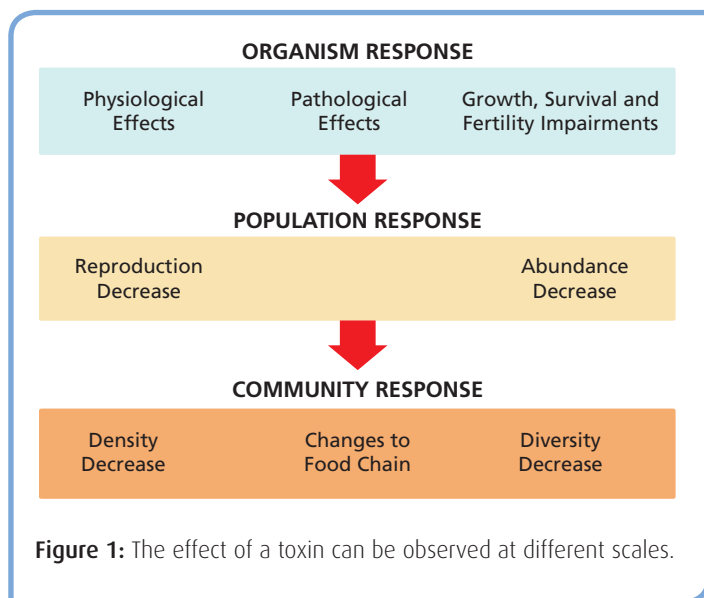 ORGANISM RESPONSE
Physiological
Effects
Pathological
Effects
Growth, Survival and
Fertility Impairments
POPULATION RESPONSE
Reproduction
Decrease
Abundance
Decrease
COMMUNITY RESPONSE
Density
Decrease
Changes to
Food Chain
Diversity
Decrease
Figure 1: The effect of a toxin can be observed at different scales.